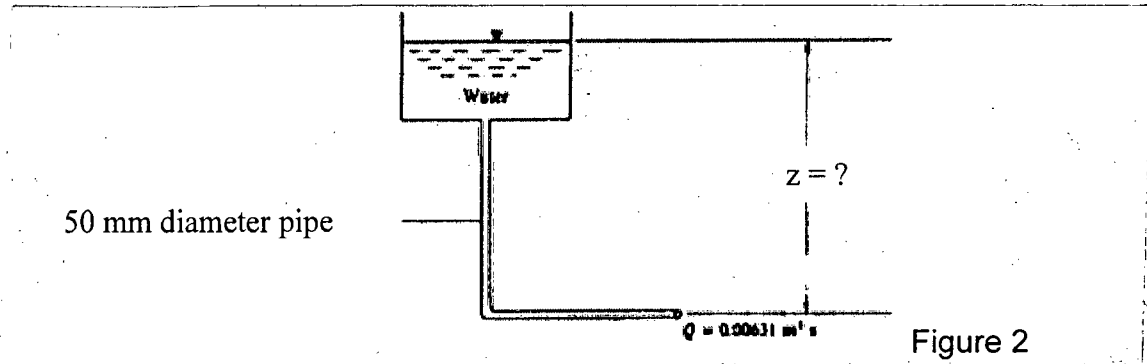 Water
z = ?
50 mm diameter pipe
Q = 0.00631 m³ s
Figure 2